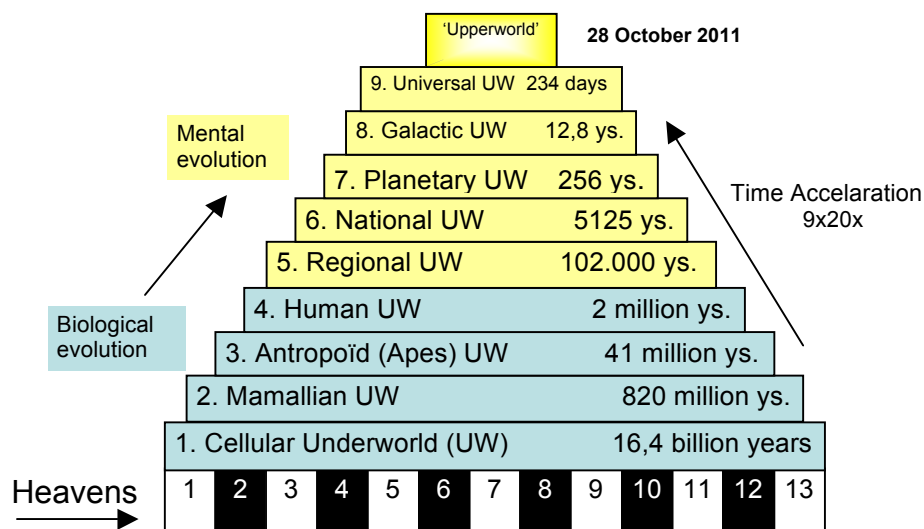 'Upperworld'
28 October 2011
9. Universal UW 234 days
8. Galactic UW 12,8 ys.
Mental
evolution
7. Planetary UW 256 ys.
Time Accelaration
9x20x
6. National UW 5125 ys.
5. Regional UW 102.000 ys.
4. Human UW 2 million ys.
Biological
evolution
3. Antropoïd (Apes) UW 41 million ys.
2. Mamallian UW 820 million ys.
1. Cellular Underworld (UW) 16,4 billion years
Heavens 1 2 3 4 5 6 7 8 9 10 11 12 13